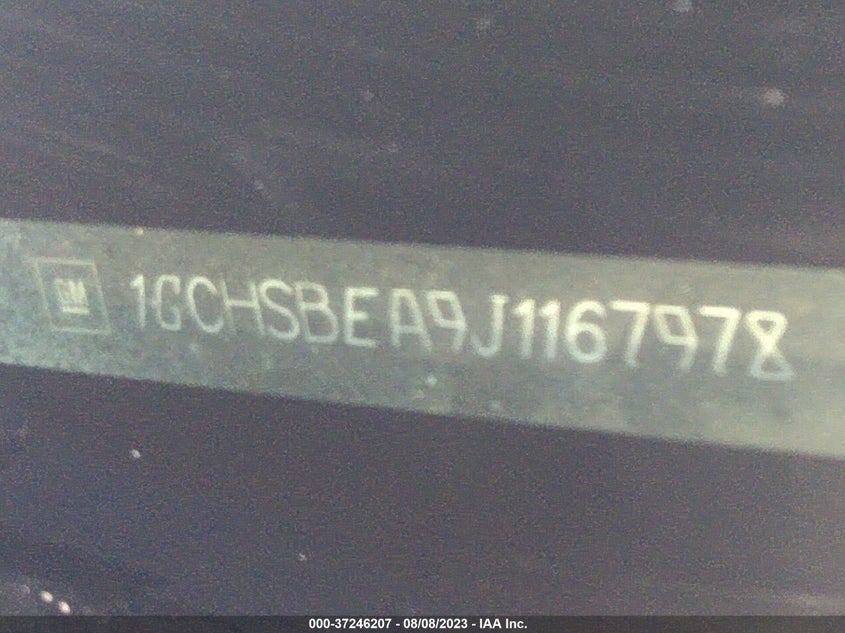 GM 1GCHSBEA9J1167978
000-37246207 - 08/08/2023 - IAA Inc.